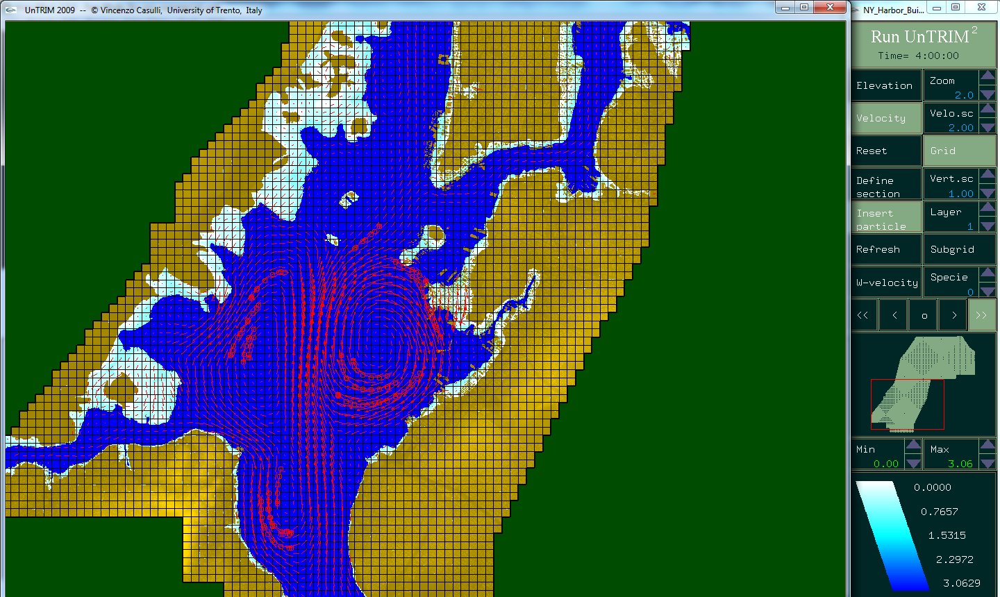 UnTRIM 2009 -- © Vincenzo Casulli, University of Trento, Italy
NY_Harbor_Bui...
Run UnTRIM²
Time= 4:00:00
Elevation
Zoom
2.0
Velocity
Velo.sc
2.00
Reset
Grid
Define
section
Vert.sc
1.00
Insert
particle
Layer
1
Refresh
Subgrid
W-velocity
Specie
0
<< < o > >>
Min
0.00
Max
3.06
0.0000
0.7657
1.5315
2.2972
3.0629